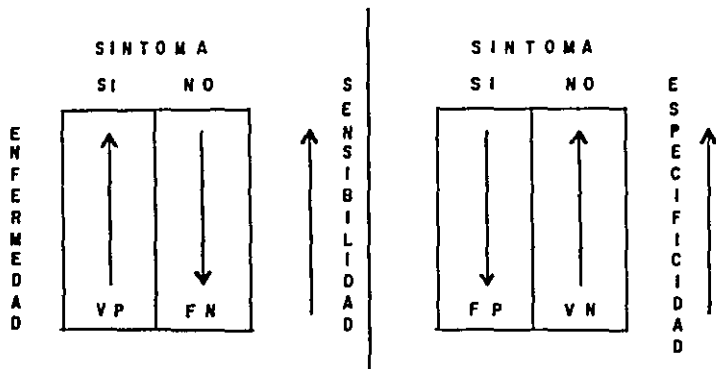 SINTOMA
SI NO
ENFERMEDAD
VP FN
SENSIBILIDAD
SINTOMA
SI NO
FP VN
ESPECIFICIDAD